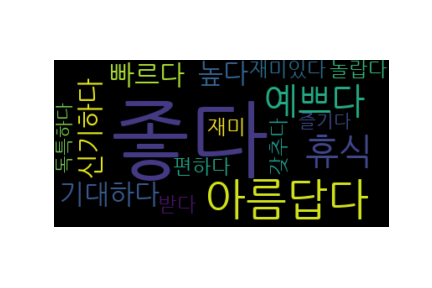 빠르다 높다 재미있다 놀랍다
독특하다 신기하다 좋다 재미 예쁘다
갖추다 즐기다
편하다 휴식
기대하다 받다 아름답다